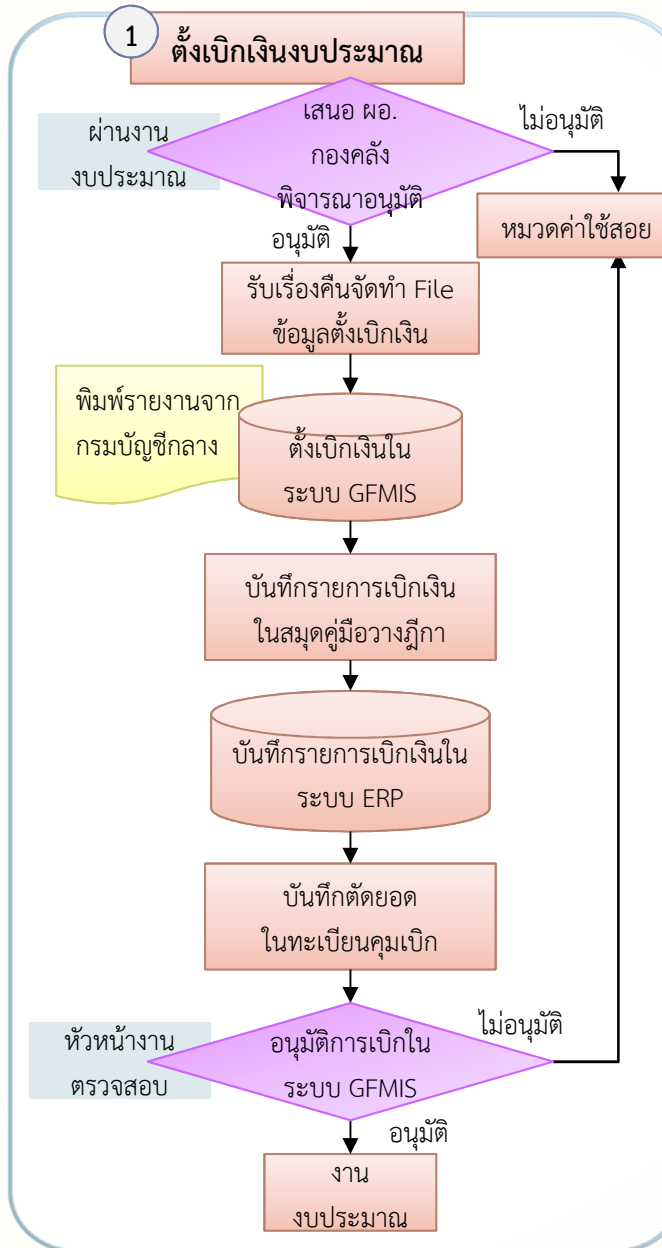 1
ตั้งเบิกเงินงบประมาณ
ผ่านงาน
งบประมาณ
เสนอ ผอ.
กองคลัง
พิจารณาอนุมัติ
ไม่อนุมัติ
หมวดค่าใช้สอย
อนุมัติ
รับเรื่องคืนจัดทำ File
ข้อมูลตั้งเบิกเงิน
พิมพ์รายงานจาก
กรมบัญชีกลาง
ตั้งเบิกเงินใน
ระบบ GFMIS
บันทึกรายการเบิกเงิน
ในสมุดคู่มือวางฎีกา
บันทึกรายการเบิกเงินใน
ระบบ ERP
บันทึกตัดยอด
ในทะเบียนคุมเบิก
หัวหน้างาน
ตรวจสอบ
อนุมัติการเบิกใน
ระบบ GFMIS
ไม่อนุมัติ
อนุมัติ
งาน
งบประมาณ